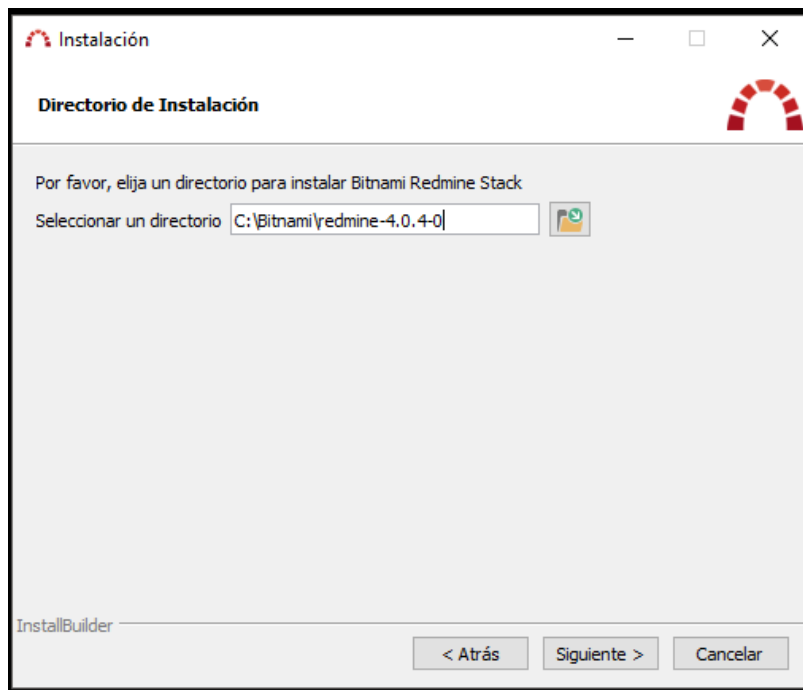 Instalación
Directorio de Instalación
Por favor, elija un directorio para instalar Bitnami Redmine Stack
Seleccionar un directorio C:\Bitnami\redmine-4.0.4-0
InstallBuilder
< Atrás Siguiente > Cancelar